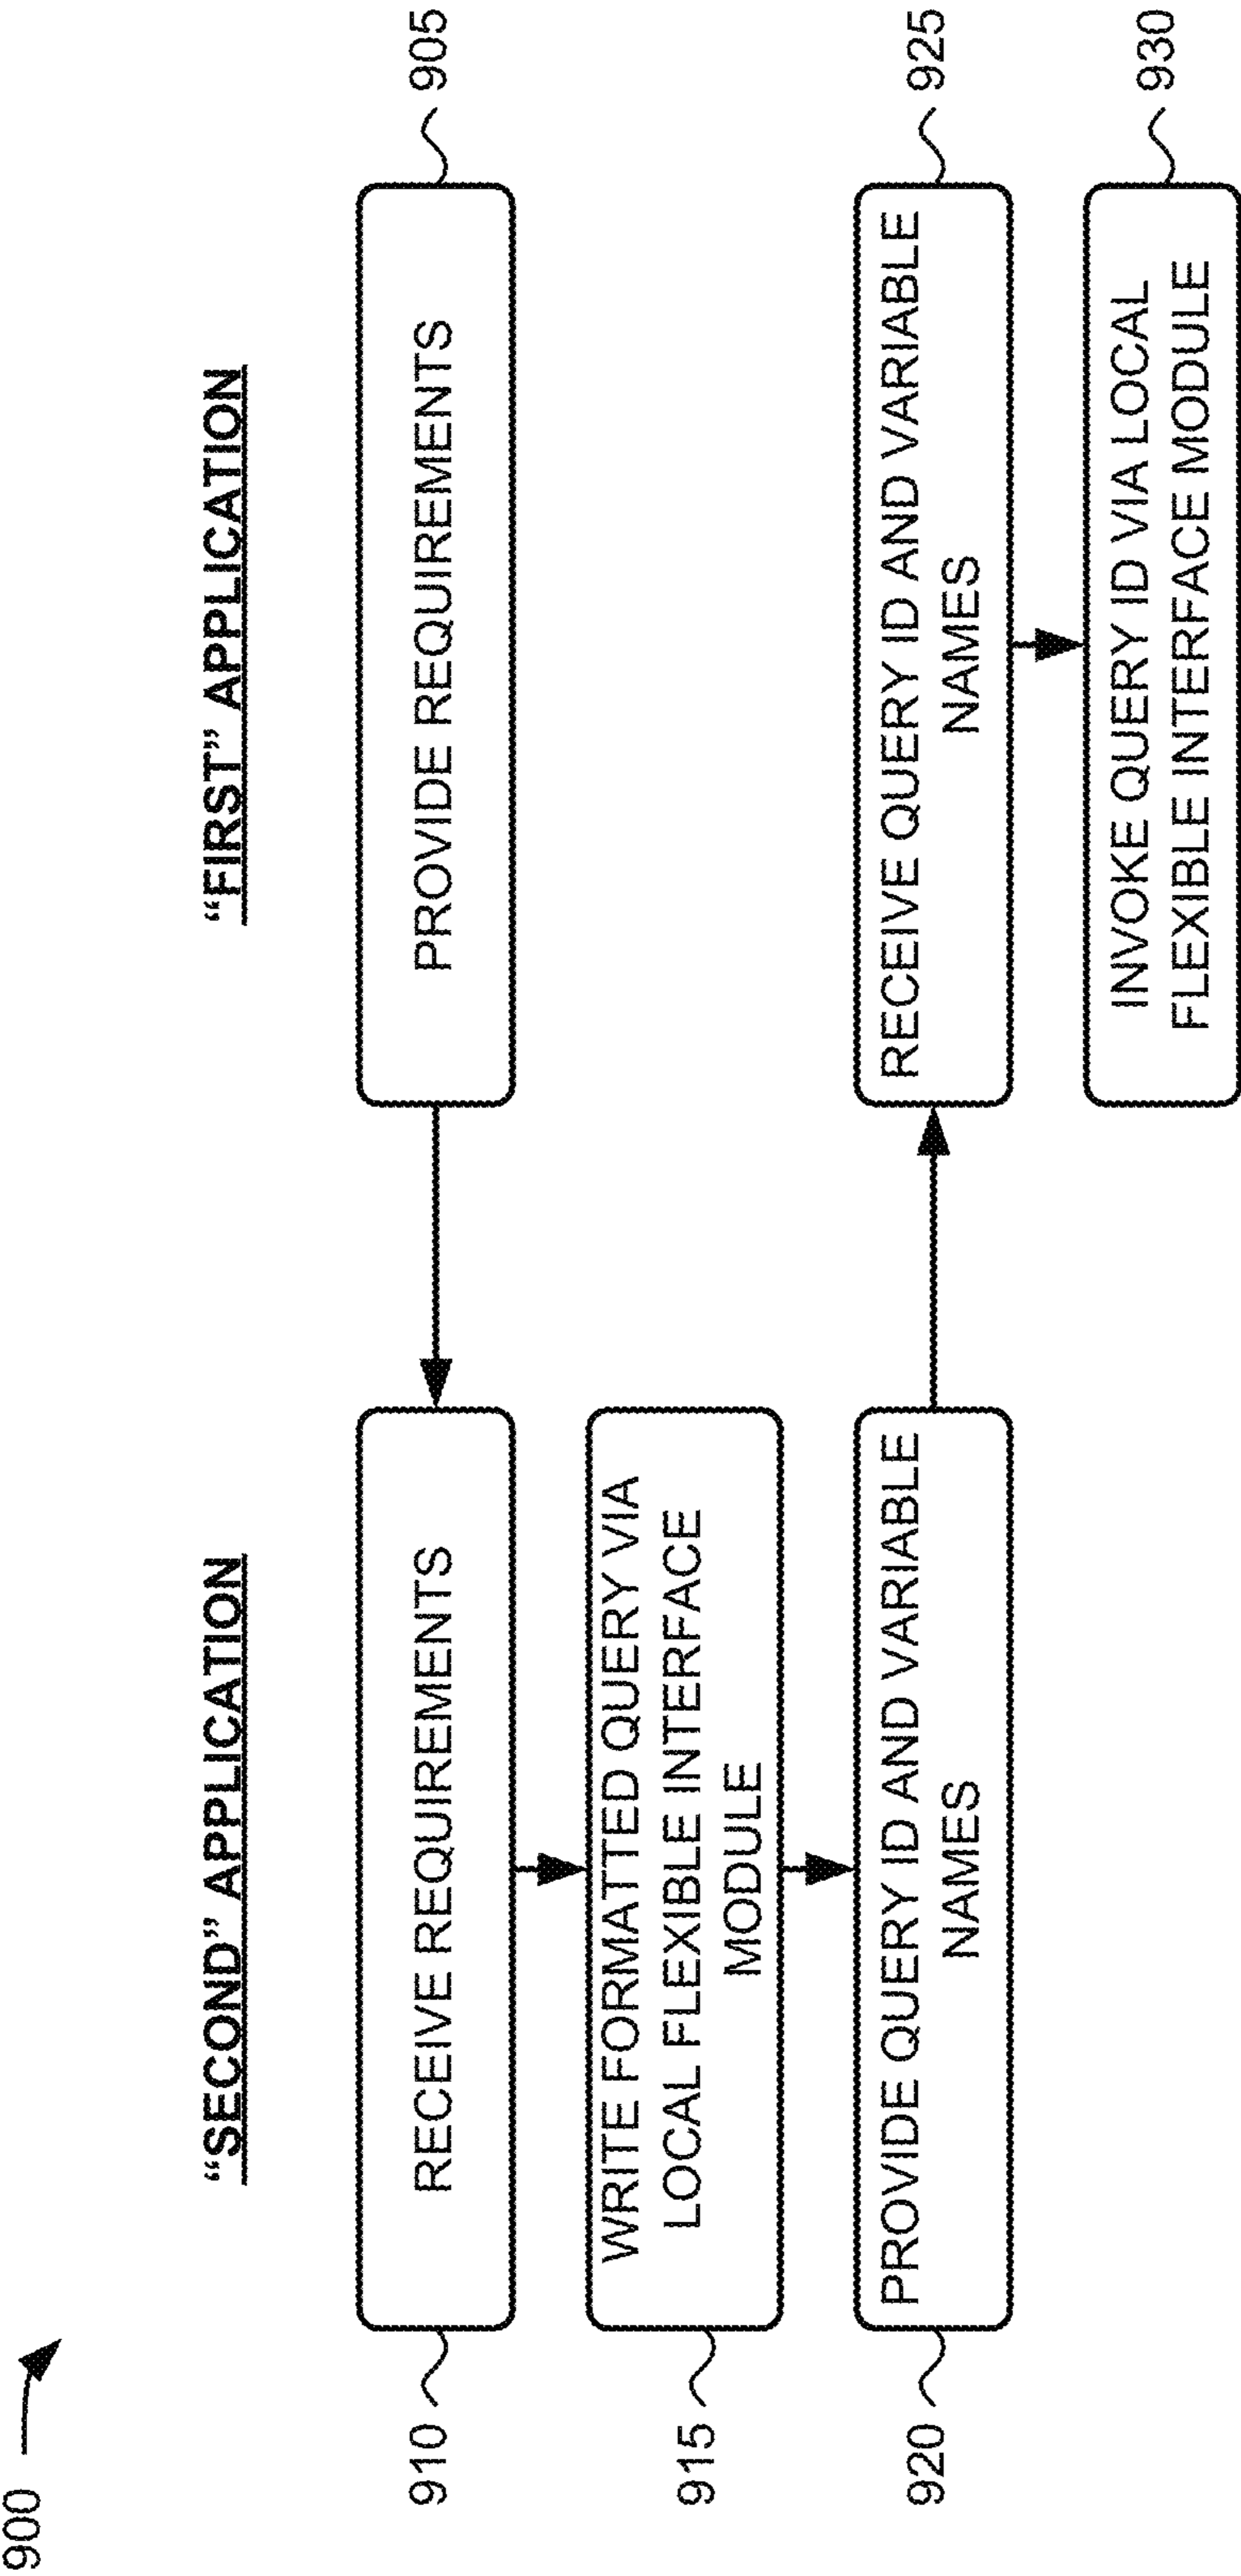 900
“SECOND” APPLICATION
“FIRST” APPLICATION
910
RECEIVE REQUIREMENTS
PROVIDE REQUIREMENTS
905
915
WRITE FORMATTED QUERY VIA
LOCAL FLEXIBLE INTERFACE
MODULE
920
PROVIDE QUERY ID AND VARIABLE
NAMES
RECEIVE QUERY ID AND VARIABLE
NAMES
925
INVOKE QUERY ID VIA LOCAL
FLEXIBLE INTERFACE MODULE
930